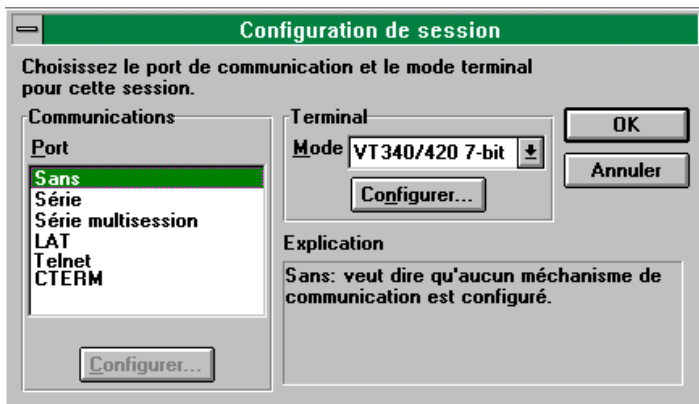 Configuration de session
Choisissez le port de communication et le mode terminal
pour cette session.
Communications
Port
Sans
Série
Série multisession
LAT
Telnet
CTERM
Configurer...
Terminal
Mode VT340/420 7-bit
Configurer...
Explication
Sans: veut dire qu'aucun méchanisme de
communication est configuré.
OK
Annuler